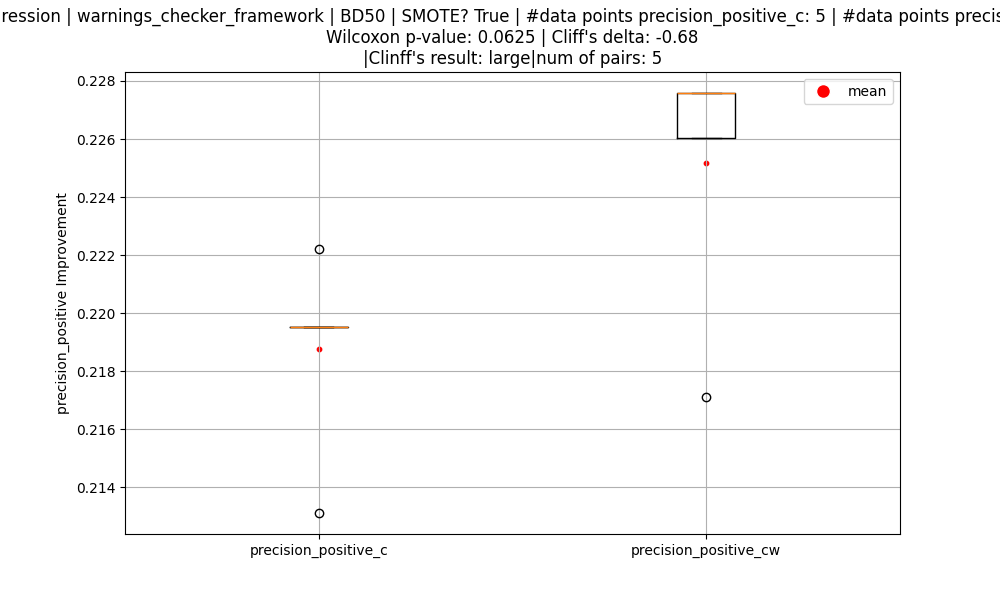 ression | warnings_checker_framework | BD50 | SMOTE? True | #data points precision_positive_c: 5 | #data points precis
Wilcoxon p-value: 0.0625 | Cliff's delta: -0.68
|Clinff's result: large|num of pairs: 5
mean
0.228
0.226
0.224
0.222
0.220
0.218
0.216
0.214
precision_positive Improvement
precision_positive_c
precision_positive_cw